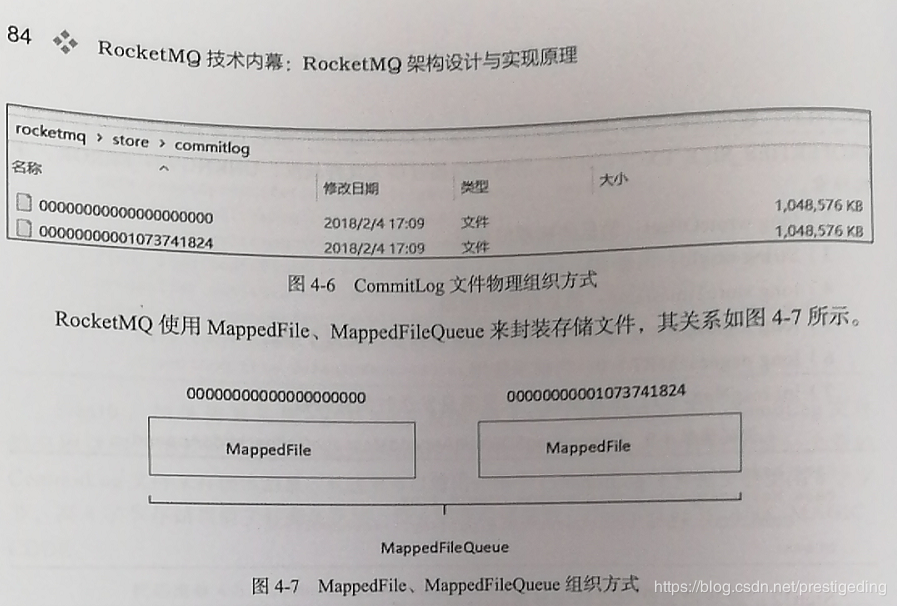 84 RocketMQ 技术内幕：RocketMQ 架构设计与实现原理
rocketmq > store > commitlog
名称 修改日期 类型 大小
00000000000000000000 2018/2/4 17:09 文件 1,048,576 KB
00000000001073741824 2018/2/4 17:09 文件 1,048,576 KB
图 4-6 CommitLog 文件物理组织方式
RocketMQ 使用 MappedFile、MappedFileQueue 来封装存储文件，其关系如图 4-7 所示。
00000000000000000000 00000000001073741824
MappedFile MappedFile
MappedFileQueue
图 4-7 MappedFile、MappedFileQueue 组织方式
https://blog.csdn.net/prestigeding